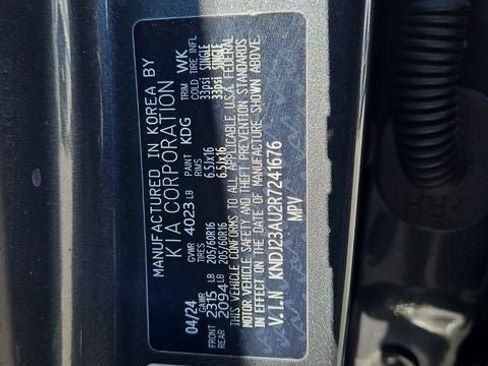 MANUFACTURED IN KOREA BY
KIA CORPORATION
GVWR 4023 LB PAINT KDG TRIM WK
04/24 GAWR TIRES RIMS COLD TIRE INFL
FRONT 2315 LB 205/60R16 6.5Jx16 33psi SINGLE
REAR 2094 LB 205/60R16 6.5Jx16 33psi SINGLE
THIS VEHICLE CONFORMS TO ALL APPLICABLE U.S.A. FEDERAL
MOTOR VEHICLE SAFETY AND THEFT PREVENTION STANDARDS
IN EFFECT ON THE DATE OF MANUFACTURE SHOWN ABOVE.
V.I.N KNDJ23AU2R7241676
MPV